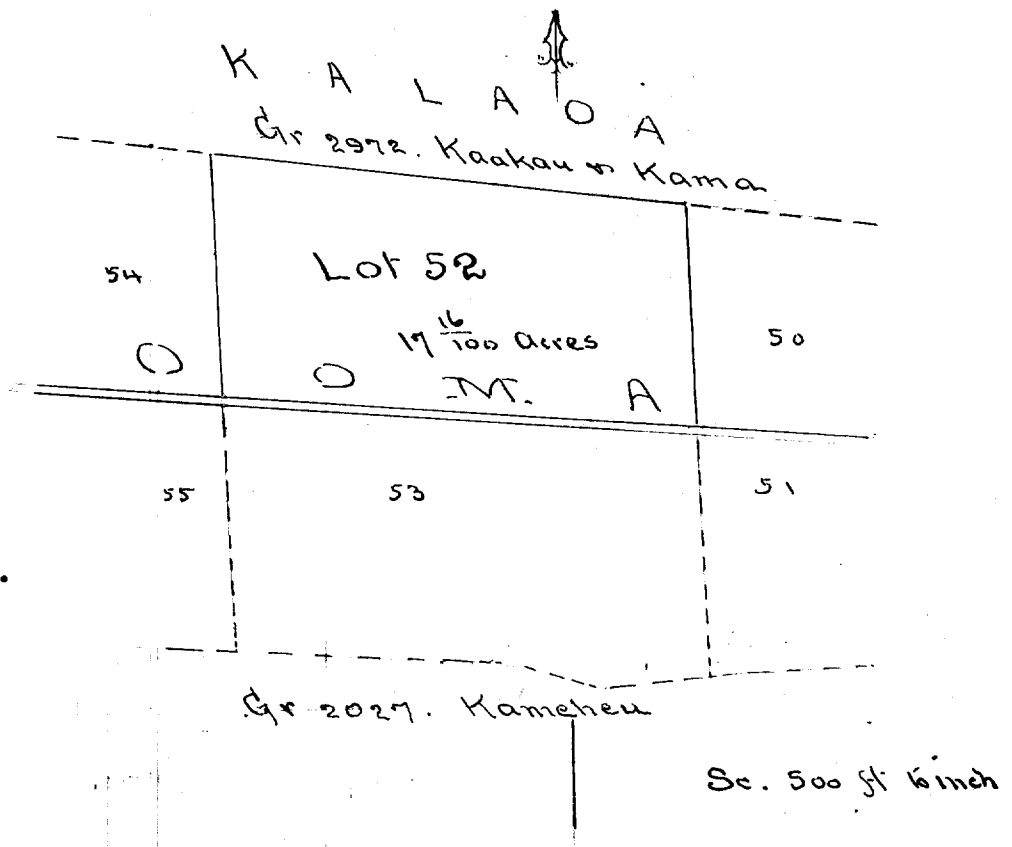 K A L A O A
Gr 2972. Kaakau & Kama
Lot 52
54
17 16/100 Acres
50
O O M A
55
53
51
Gr 2027. Kameheu
Sc. 500 ft to inch